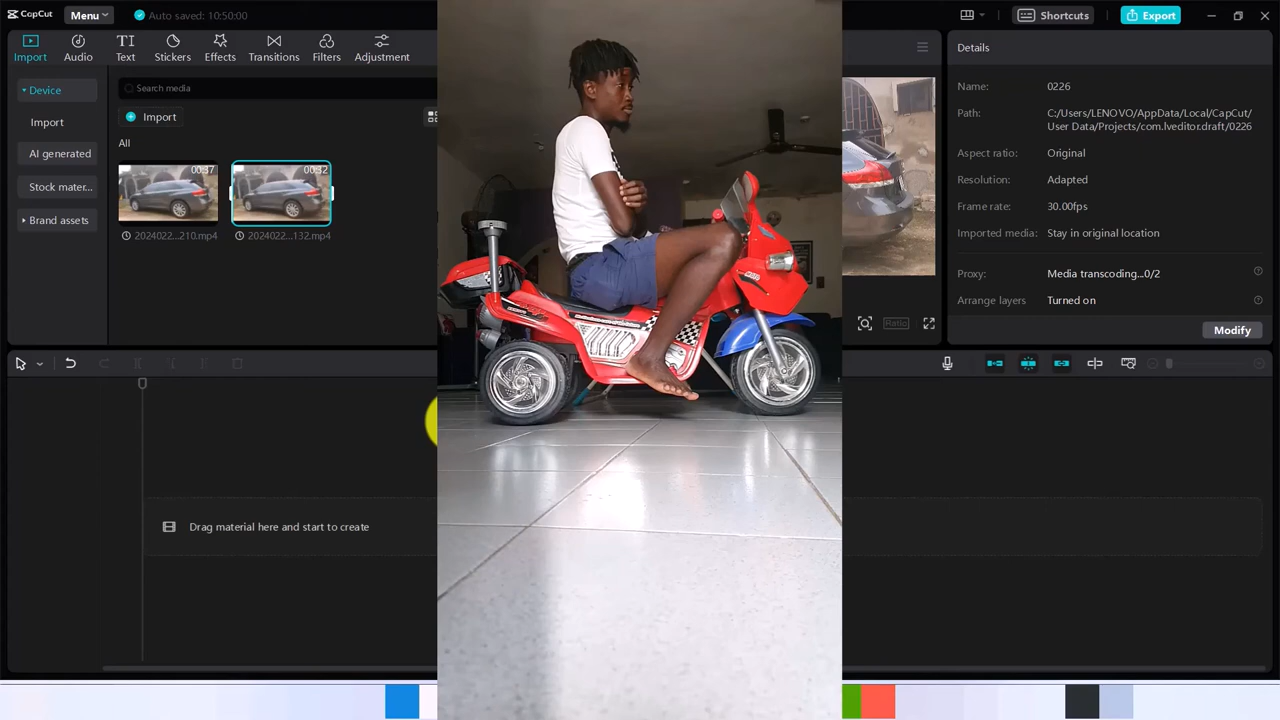 CapCut
Menu
Auto saved: 10:50:00
Shortcuts
Export
Import
Audio
Text
Stickers
Effects
Transitions
Filters
Adjustment
Device
Import
AI generated
Stock mater...
Brand assets
Search media
Import
All
00:37
00:32
2024022...210.mp4
2024022...132.mp4
Ratio
Details
Name:
0226
Path:
C:/Users/LENOVO/AppData/Local/CapCut/
User Data/Projects/com.lveditor.draft/0226
Aspect ratio:
Original
Resolution:
Adapted
Frame rate:
30.00fps
Imported media:
Stay in original location
Proxy:
Media transcoding...0/2
Arrange layers
Turned on
Modify
Drag material here and start to create